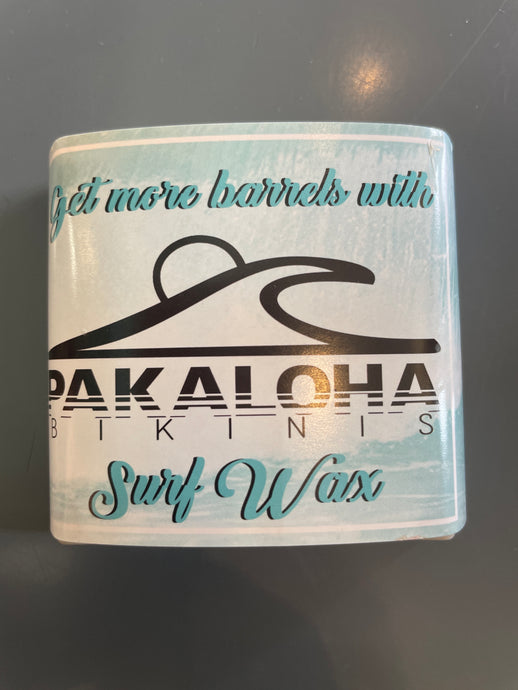 Get more barrels with
PAKALOHA
BIKINIS
Surf Wax